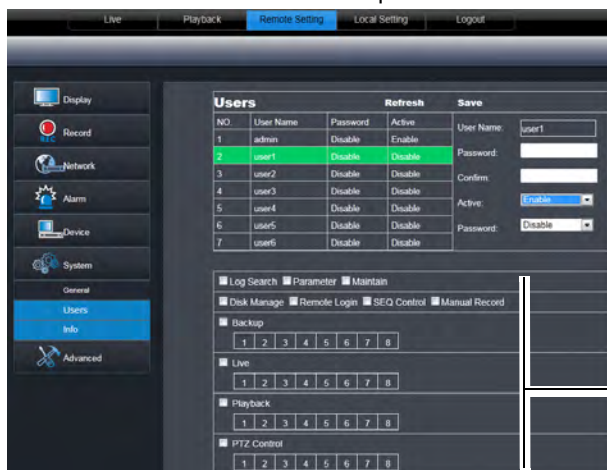 Live Playback Remote Setting Local Setting Logout
Display
Record
REC
Network
Alarm
Device
System
General
Users
Info
Advanced
Users Refresh Save
NO. User Name Password Active
1 admin Disable Enable
2 user1 Disable Disable
3 user2 Disable Disable
4 user3 Disable Disable
5 user4 Disable Disable
6 user5 Disable Disable
7 user6 Disable Disable
User Name: user1
Password:
Confirm:
Active: Enable
Password: Disable
Log Search Parameter Maintain
Disk Manage Remote Login SEQ Control Manual Record
Backup
1 2 3 4 5 6 7 8
Live
1 2 3 4 5 6 7 8
Playback
1 2 3 4 5 6 7 8
PTZ Control
1 2 3 4 5 6 7 8